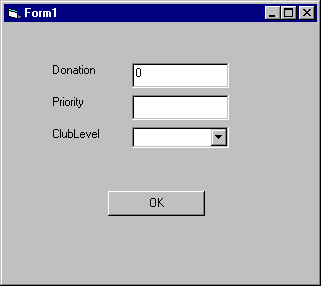 Form1
Donation 0
Priority
ClubLevel
OK